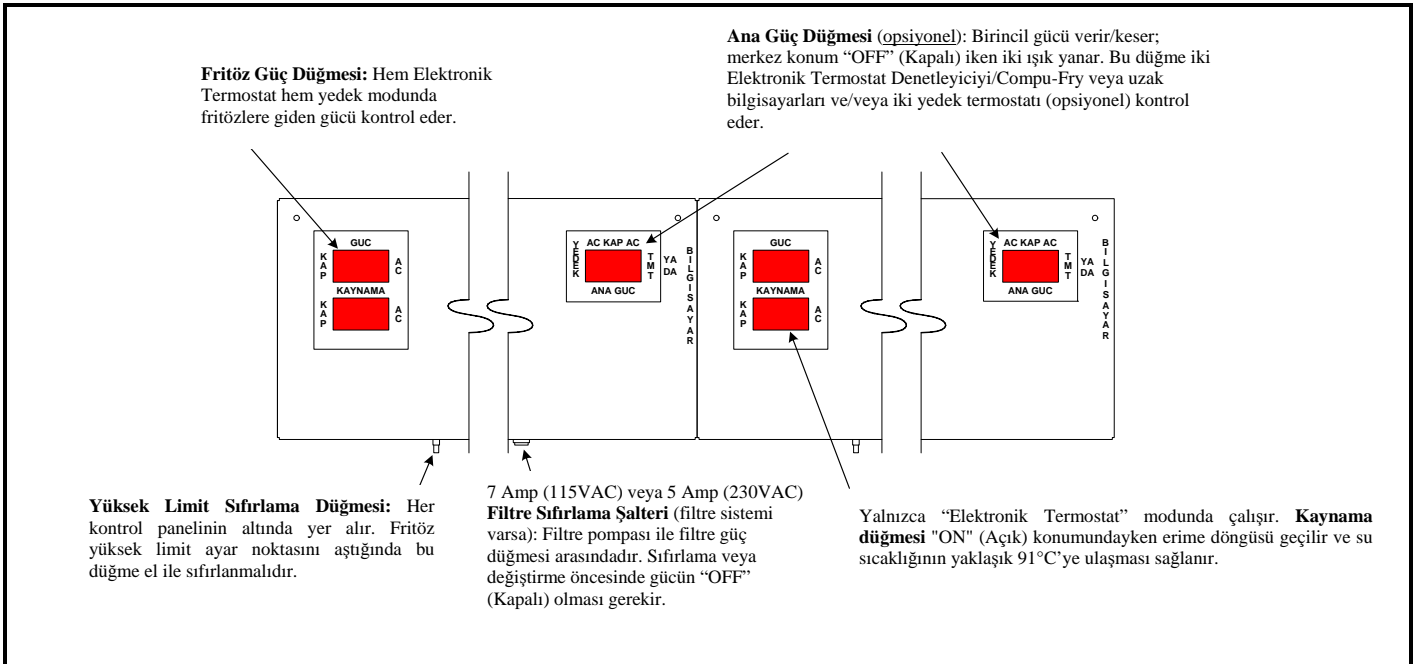 Ana Güç Düğmesi (opsiyonel): Birincil gücü verir/keser;
merkez konum “OFF” (Kapalı) iken iki ışık yanar. Bu düğme iki
Elektronik Termostat Denetleyiciyi/Compu-Fry veya uzak
bilgisayarları ve/veya iki yedek termostatı (opsiyonel) kontrol
eder.
Fritöz Güç Düğmesi: Hem Elektronik
Termostat hem yedek modunda
fritözlere giden gücü kontrol eder.
GUC
KAP
AC
KAYNAMA
KAP
AC
YEDEK
AC KAP AC
TMT
YA
DA
BILGISAYAR
ANA GUC
GUC
KAP
AC
KAYNAMA
KAP
AC
YEDEK
AC KAP AC
TMT
YA
DA
BILGISAYAR
ANA GUC
Yüksek Limit Sıfırlama Düğmesi: Her
kontrol panelinin altında yer alır. Fritöz
yüksek limit ayar noktasını aştığında bu
düğme el ile sıfırlanmalıdır.
7 Amp (115VAC) veya 5 Amp (230VAC)
Filtre Sıfırlama Şalteri (filtre sistemi
varsa): Filtre pompası ile filtre güç
düğmesi arasındadır. Sıfırlama veya
değiştirme öncesinde gücün “OFF”
(Kapalı) olması gerekir.
Yalnızca “Elektronik Termostat” modunda çalışır. Kaynama
düğmesi "ON" (Açık) konumundayken erime döngüsü geçilir ve su
sıcaklığının yaklaşık 91°C’ye ulaşması sağlanır.